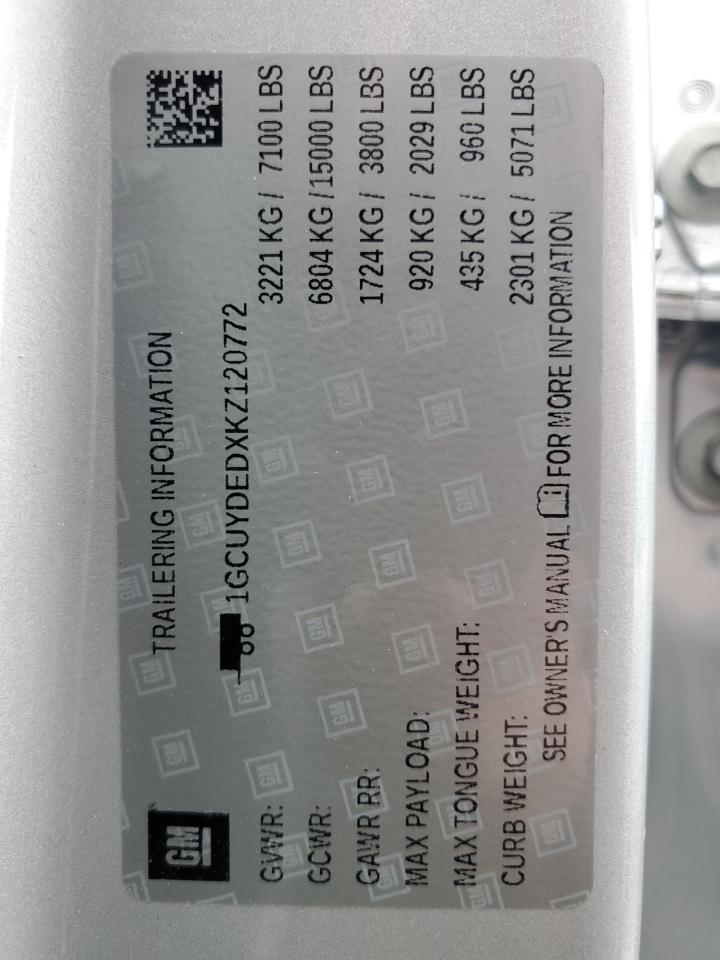 GM
TRAILERING INFORMATION
1GCUYDEDXKZ120772
GVWR: 3221 KG / 7100 LBS
GCWR: 6804 KG / 15000 LBS
GAWR RR: 1724 KG / 3800 LBS
MAX PAYLOAD: 920 KG / 2029 LBS
MAX TONGUE WEIGHT: 435 KG / 960 LBS
CURB WEIGHT: 2301 KG / 5071 LBS
SEE OWNER'S MANUAL FOR MORE INFORMATION